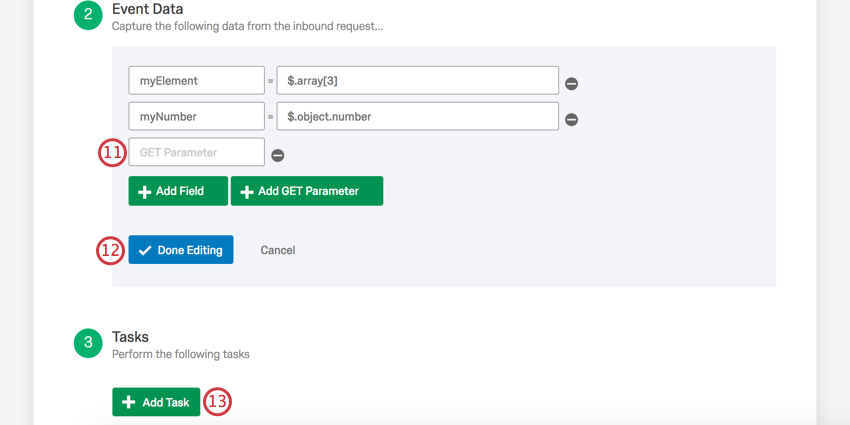 2 Event Data
Capture the following data from the inbound request...
myElement = $.array[3]
myNumber = $.object.number
11 GET Parameter
Add Field Add GET Parameter
12 Done Editing Cancel
3 Tasks
Perform the following tasks
Add Task 13